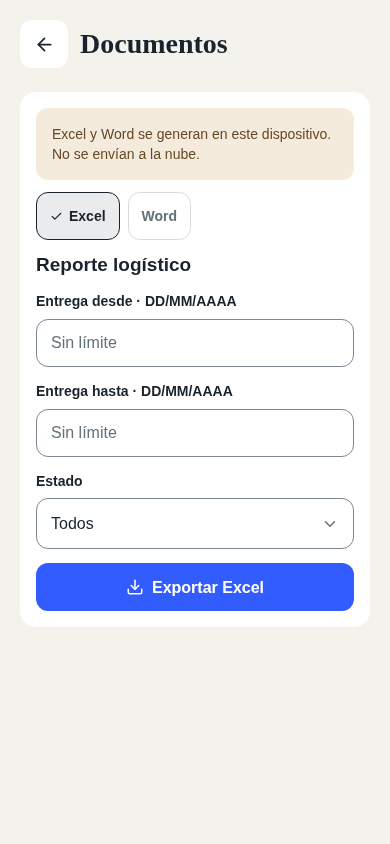 Documentos
Excel y Word se generan en este dispositivo.
No se envían a la nube.
Excel
Word
Reporte logístico
Entrega desde · DD/MM/AAAA
Sin límite
Entrega hasta · DD/MM/AAAA
Sin límite
Estado
Todos
Exportar Excel